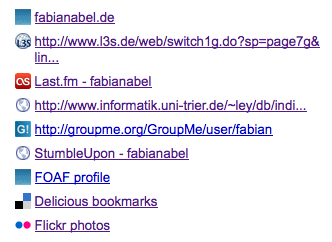 fabianabel.de
l3s http://www.l3s.de/web/switch1g.do?sp=page7g&
lin...
as Last.fm - fabianabel
http://www.informatik.uni-trier.de/~ley/db/indi...
G! http://groupme.org/GroupMe/user/fabian
StumbleUpon - fabianabel
FOAF profile
Delicious bookmarks
Flickr photos